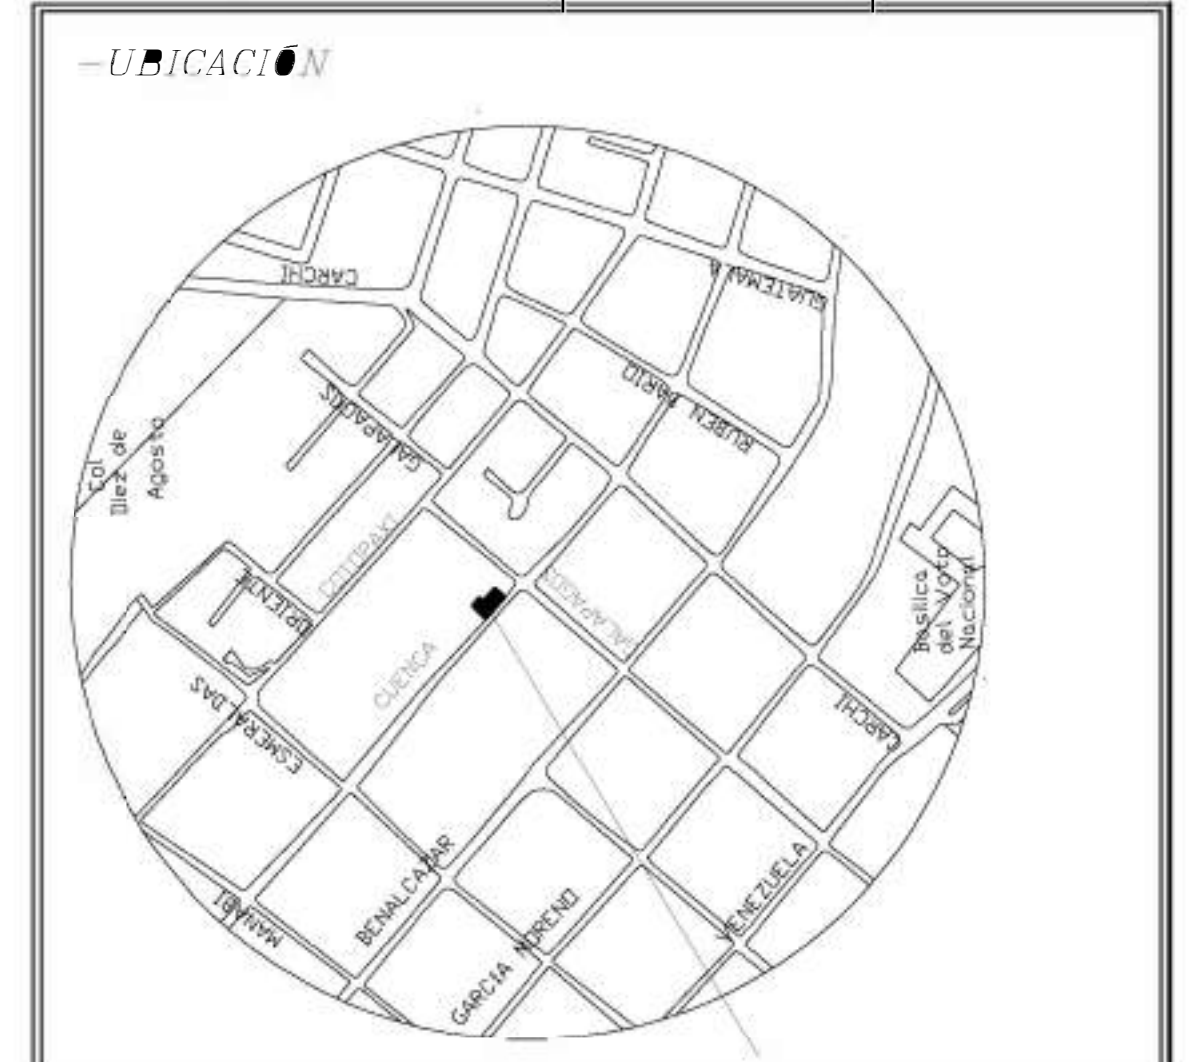 UBICACIÓN
CARCHI
GUATEMALA
RUBEN DARIO
GALAPAGOS
Col
Diez de
Agosto
COTOPAXI
GALAPAGOS
ORIENTE
Basilica
del Voto
Nacional
CUENCA
ESMERALDAS
CARCHI
BENALCAZAR
VENEZUELA
MANABI
GARCIA MORENO